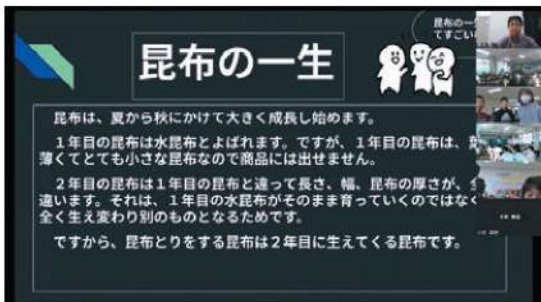 昆布の一
てすごい
昆布の一生
昆布は、夏から秋にかけて大きく成長し始めます。
１年目の昆布は水昆布とよばれます。ですが、１年目の昆布は、
薄くてとても小さな昆布なので商品には出せません。
２年目の昆布は１年目の昆布と違って長さ、幅、昆布の厚さが、
違います。それは、１年目の水昆布がそのまま育っていくのではなく
全く生え変わり別のものとなるためです。
ですから、昆布とりをする昆布は２年目に生えてくる昆布です。